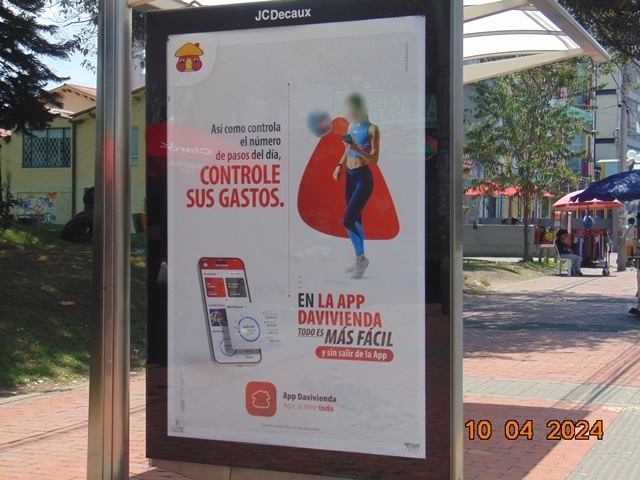 JCDecaux
Así como controla
el número
de pasos del día,
CONTROLE
SUS GASTOS.
Claro
EN LA APP
DAVIVIENDA
TODO ES MÁS FÁCIL
y sin salir de la App
App Davivienda
Aquí, lo tiene todo
10 04 2024